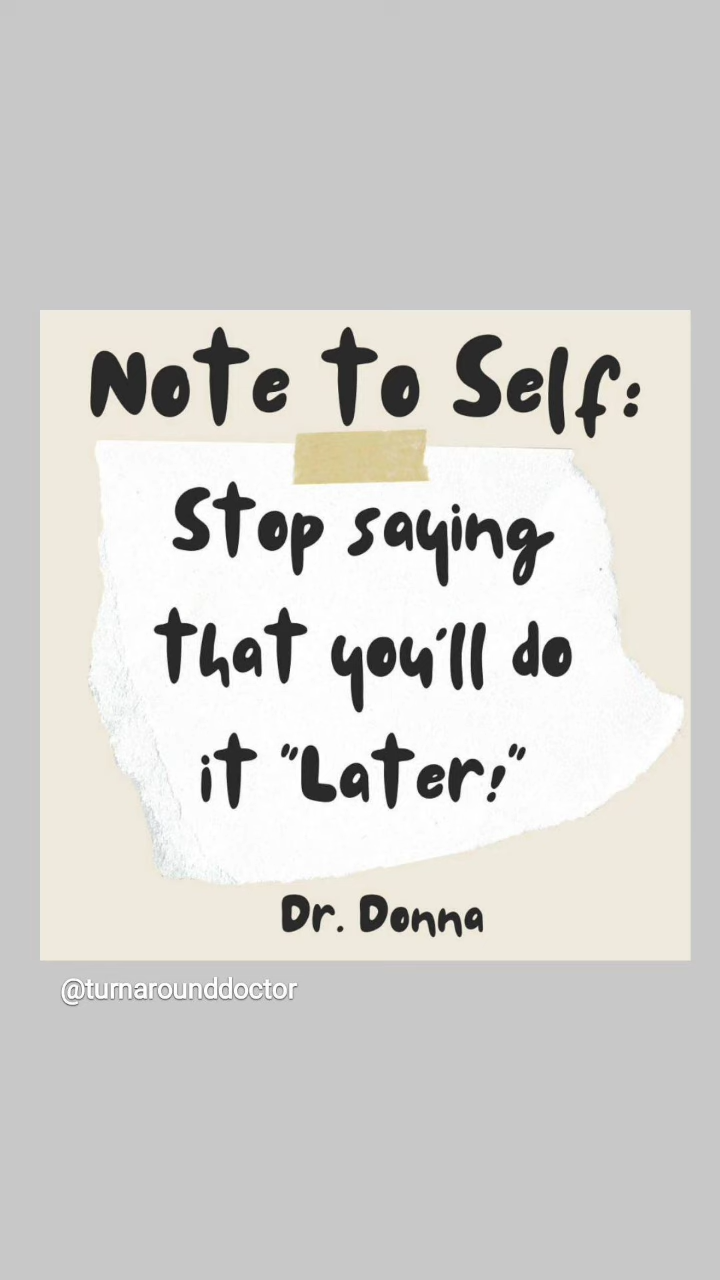 Note to Self:
Stop saying
that you'll do
it "Later!"
Dr. Donna
@turnarounddoctor